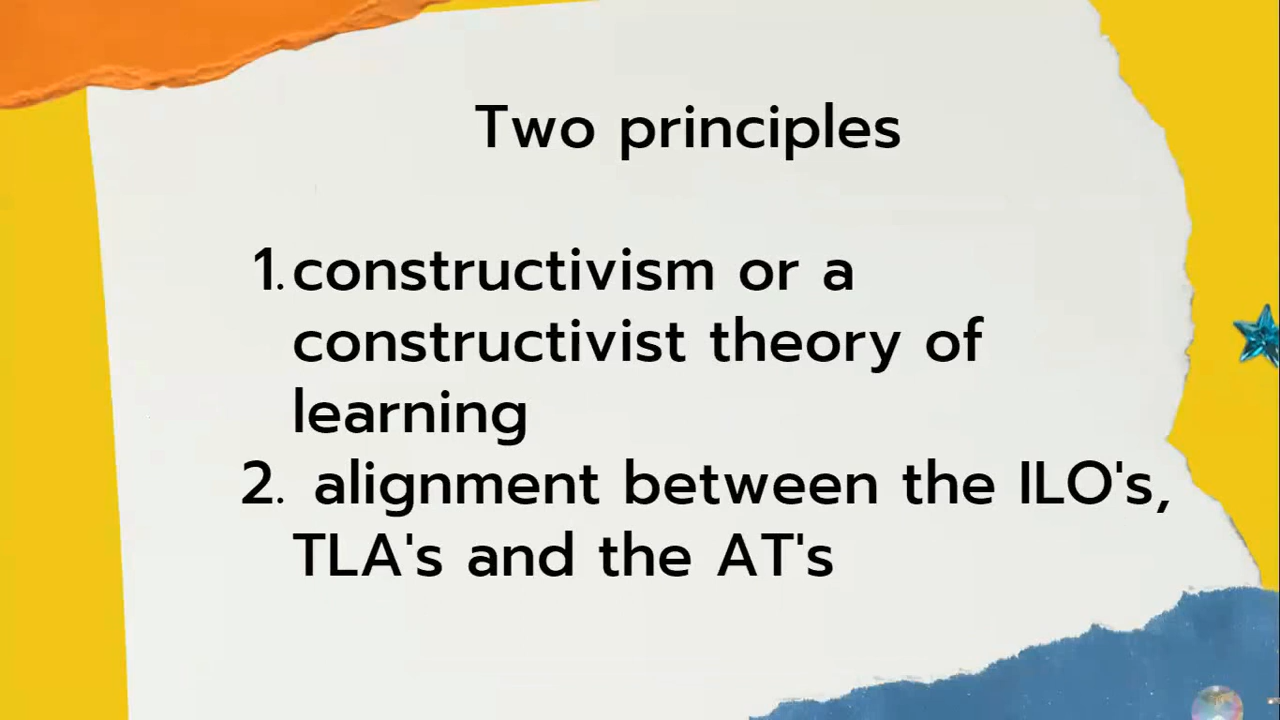 Two principles
1. constructivism or a
constructivist theory of
learning
2. alignment between the ILO's,
TLA's and the AT's